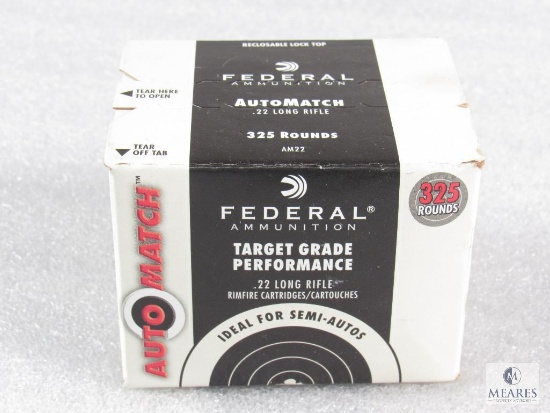 RECLOSABLE LOCK TOP
FEDERAL
AMMUNITION
TEAR HERE
TO OPEN
AUTOMATCH
.22 LONG RIFLE
325 ROUNDS
AM22
TEAR
OFF TAB
FEDERAL®
AMMUNITION
325
ROUNDS
TARGET GRADE
PERFORMANCE
.22 LONG RIFLE
RIMFIRE CARTRIDGES/CARTOUCHES
IDEAL FOR SEMI-AUTOS
AUTO MATCH™
M
MEARES